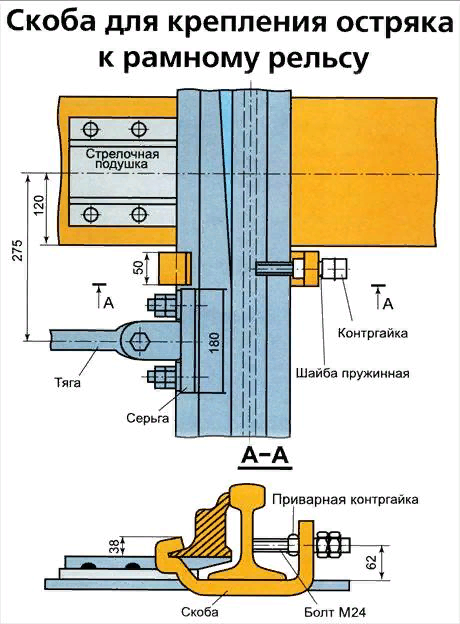 Скоба для крепления остряка
к рамному рельсу
Стрелочная
подушка
120
275
50
А
А
Контргайка
180
Шайба пружинная
Тяга
Серьга
А–А
Приварная контргайка
38
62
Скоба
Болт М24